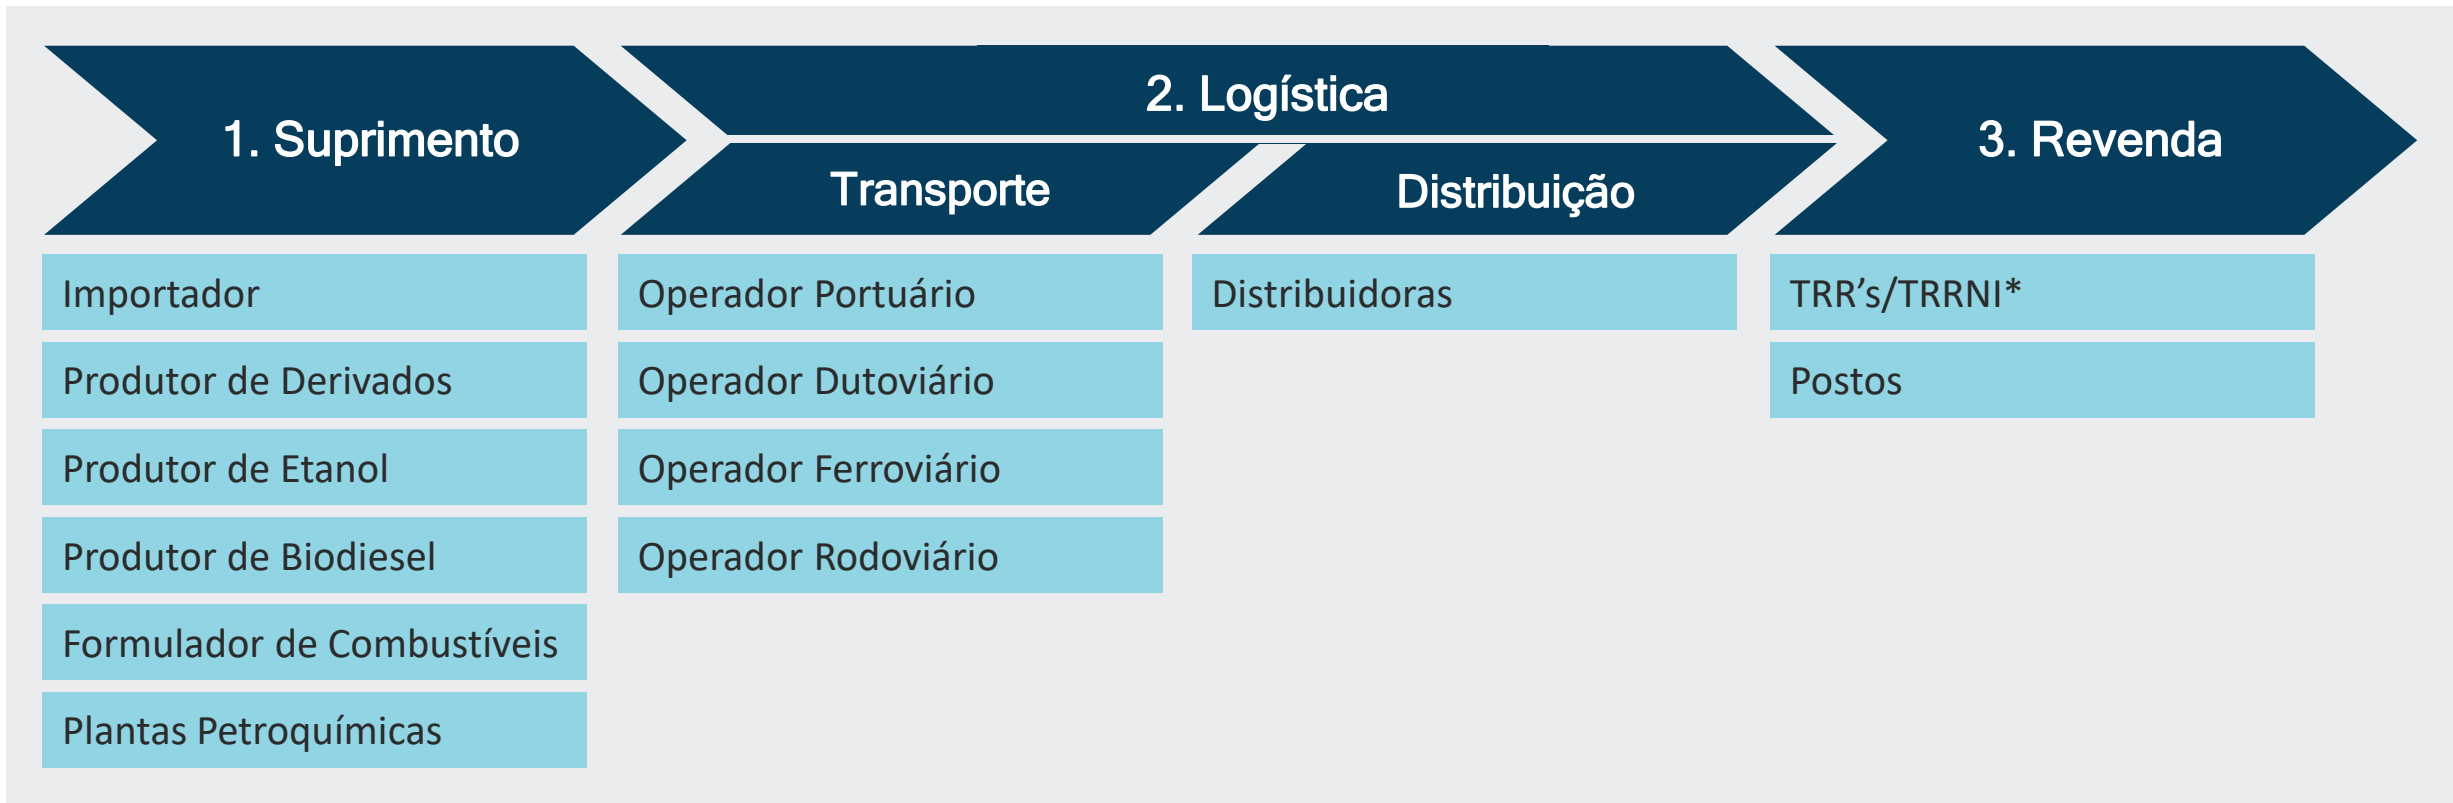 1. Suprimento
2. Logística
Transporte
Distribuição
3. Revenda
Importador
Produtor de Derivados
Produtor de Etanol
Produtor de Biodiesel
Formulador de Combustíveis
Plantas Petroquímicas
Operador Portuário
Operador Dutoviário
Operador Ferroviário
Operador Rodoviário
Distribuidoras
TRR’s/TRRNI*
Postos